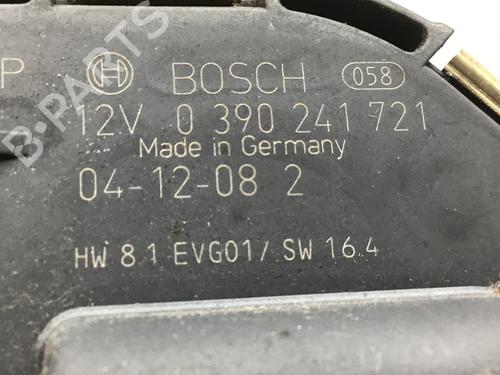 P BOSCH 058
12V 0 390 241 721
Made in Germany
04-12-08 2
HW 8.1 EVG01/ SW 16.4
B-PARTS